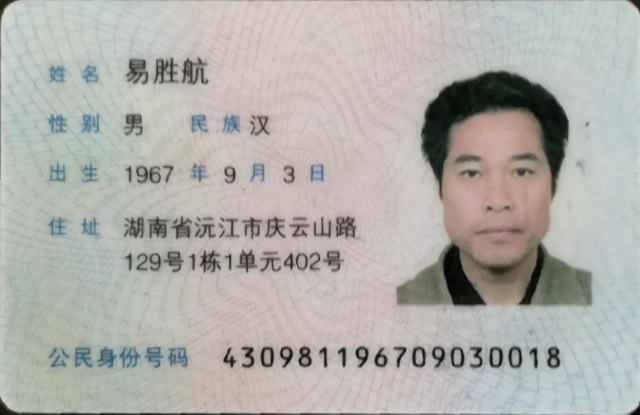 姓名 易胜航
性别 男 民族 汉
出生 1967 年 9 月 3 日
住址 湖南省沅江市庆云山路
129号1栋1单元402号
公民身份号码 430981196709030018